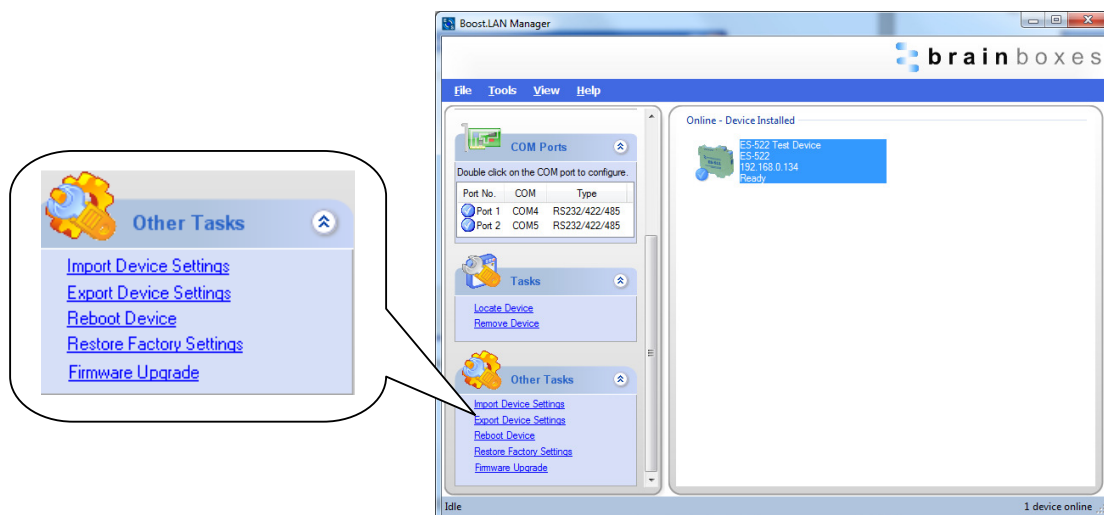 Other Tasks
Import Device Settings
Export Device Settings
Reboot Device
Restore Factory Settings
Firmware Upgrade
Boost.LAN Manager
brainboxes
File Tools View Help
COM Ports
Double click on the COM port to configure.
Port No. COM Type
Port 1 COM4 RS232/422/485
Port 2 COM5 RS232/422/485
Tasks
Locate Device
Remove Device
Other Tasks
Import Device Settings
Export Device Settings
Reboot Device
Restore Factory Settings
Firmware Upgrade
Online - Device Installed
ES-522 Test Device
ES-522
192.168.0.134
Ready
Idle
1 device online